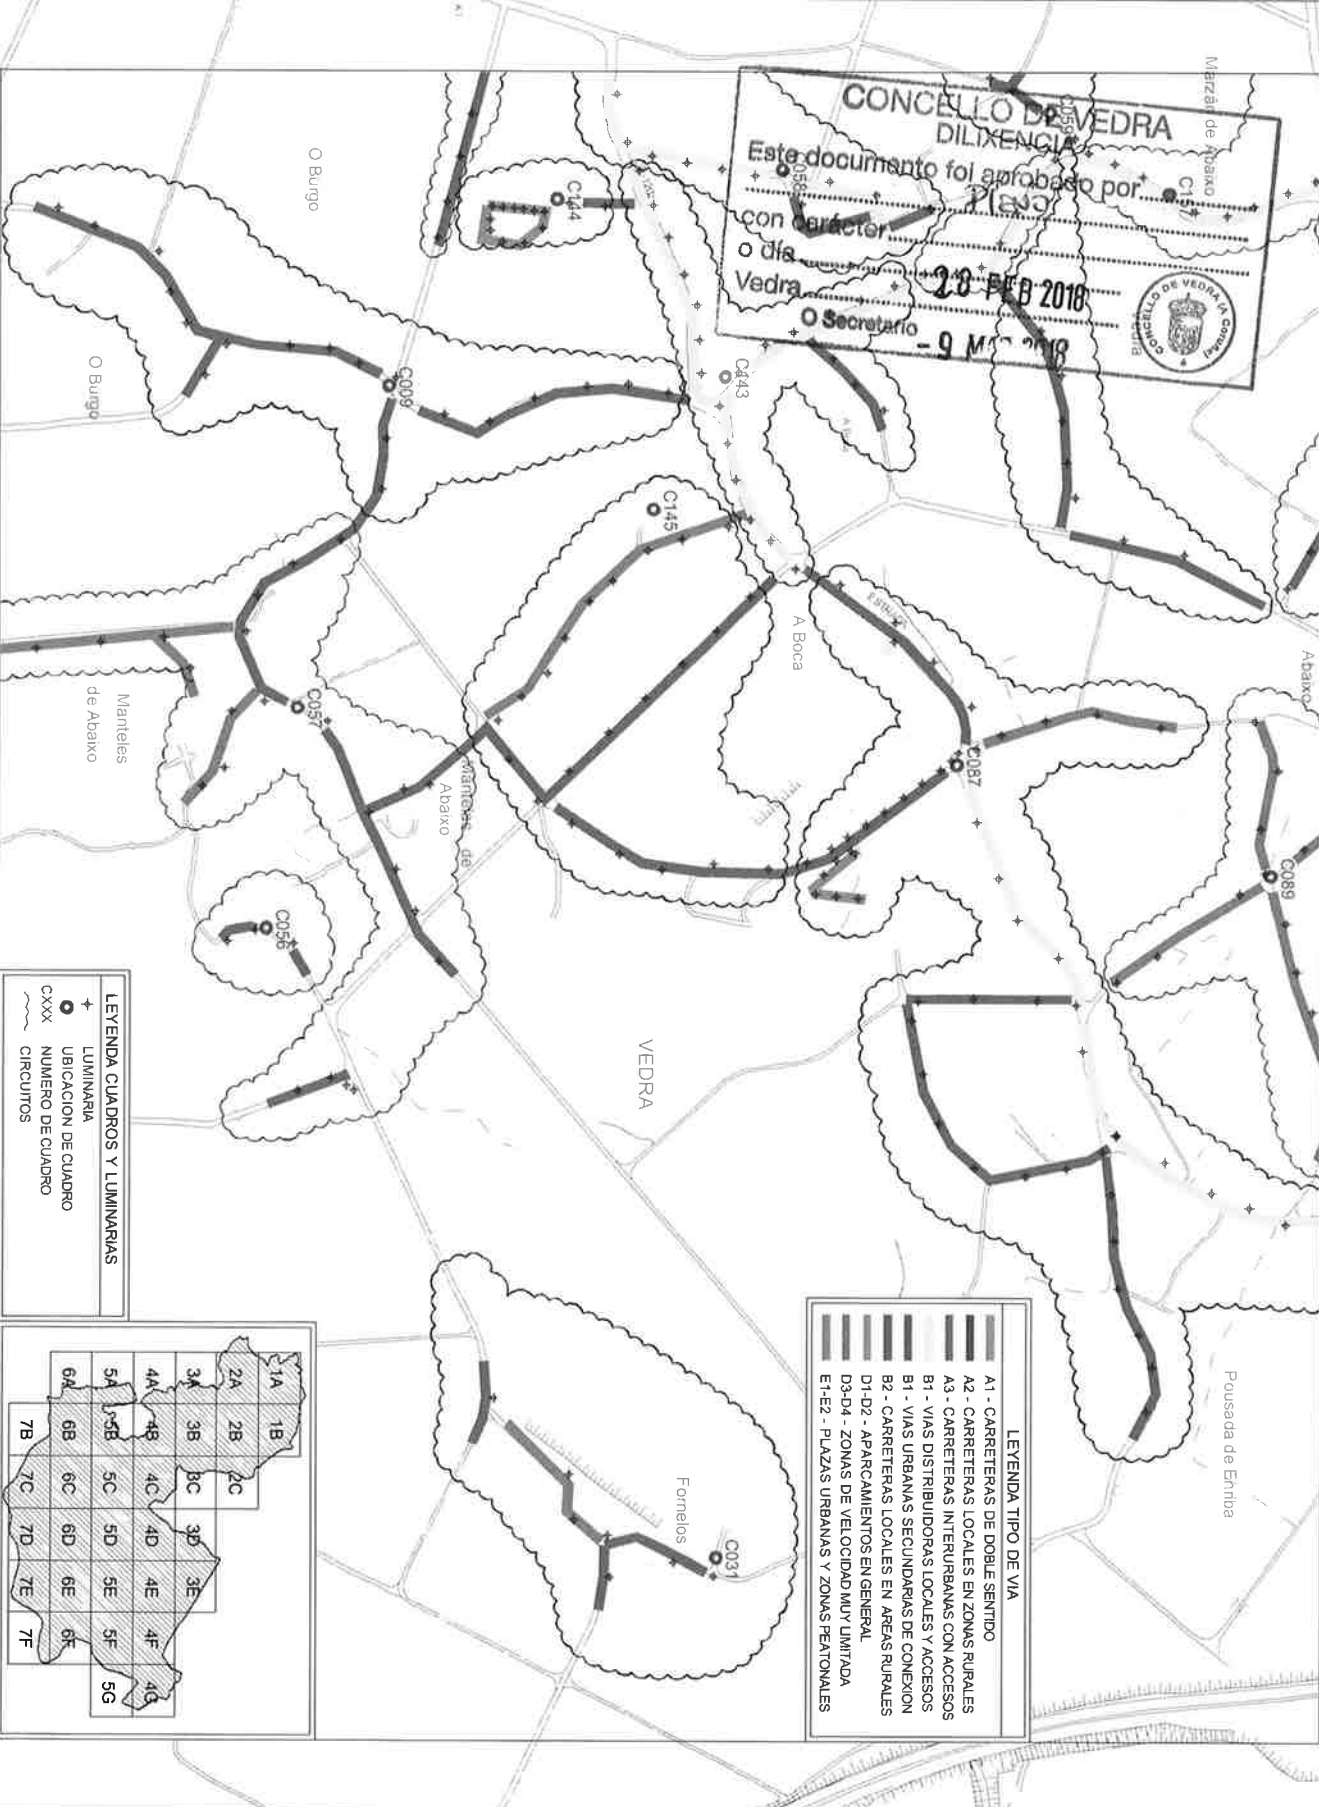 Marzán de Abaixo
CONCELLO DE VEDRA
DILIXENCIA
Este documento foi aprobado por
con carácter
o día
28 FEB 2018
Vedra
O Secretario
- 9 MAR 2018
CONCELLO DE VEDRA (A Coruña)
C059
C058
C157
C144
C143
C009
C145
C057
C056
C087
C089
C031
O Burgo
O Burgo
A Boca
Abaixo
Manteles
de Abaixo
Manteles de
Abaixo
VEDRA
Fornelos
Pousada de Enriba
LEYENDA CUADROS Y LUMINARIAS
LUMINARIA
UBICACION DE CUADRO
CXXX NUMERO DE CUADRO
CIRCUITOS
LEYENDA TIPO DE VIA
A1 - CARRETERAS DE DOBLE SENTIDO
A2 - CARRETERAS LOCALES EN ZONAS RURALES
A3 - CARRETERAS INTERURBANAS CON ACCESOS
B1 - VIAS DISTRIBUIDORAS LOCALES Y ACCESOS
B1 - VIAS URBANAS SECUNDARIAS DE CONEXION
B2 - CARRETERAS LOCALES EN AREAS RURALES
D1-D2 - APARCAMIENTOS EN GENERAL
D3-D4 - ZONAS DE VELOCIDAD MUY LIMITADA
E1-E2 - PLAZAS URBANAS Y ZONAS PEATONALES
1A 1B
2A 2B 2C
3A 3B 3C 3D 3E
4A 4B 4C 4D 4E 4F 4G
5A 5B 5C 5D 5E 5F 5G
6A 6B 6C 6D 6E 6F
7B 7C 7D 7E 7F